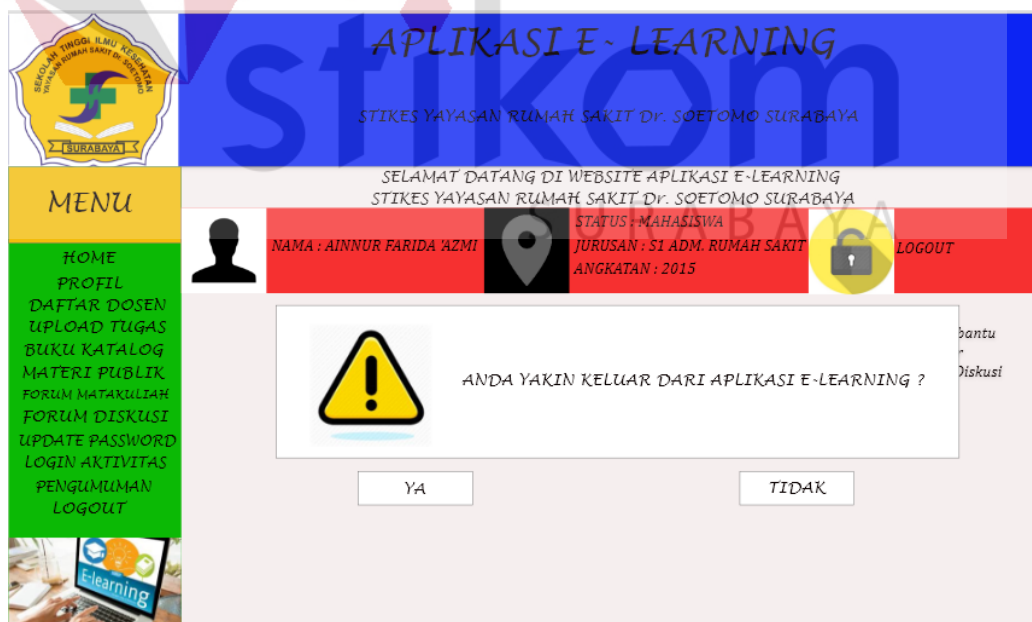 stikom
SURABAYA
SEKOLAH TINGGI ILMU KESEHATAN
YAYASAN RUMAH SAKIT Dr. SOETOMO
SURABAYA
APLIKASI E- LEARNING
STIKES YAYASAN RUMAH SAKIT Dr. SOETOMO SURABAYA
SELAMAT DATANG DI WEBSITE APLIKASI E-LEARNING
STIKES YAYASAN RUMAH SAKIT Dr. SOETOMO SURABAYA
MENU
HOME
PROFIL
DAFTAR DOSEN
UPLOAD TUGAS
BUKU KATALOG
MATERI PUBLIK
FORUM MATAKULIAH
FORUM DISKUSI
UPDATE PASSWORD
LOGIN AKTIVITAS
PENGUMUMAN
LOGOUT
E-learning
NAMA : AINNUR FARIDA 'AZMI
STATUS : MAHASISWA
JURUSAN : S1 ADM. RUMAH SAKIT
ANGKATAN : 2015
LOGOUT
bantu
Diskusi
ANDA YAKIN KELUAR DARI APLIKASI E-LEARNING ?
YA
TIDAK